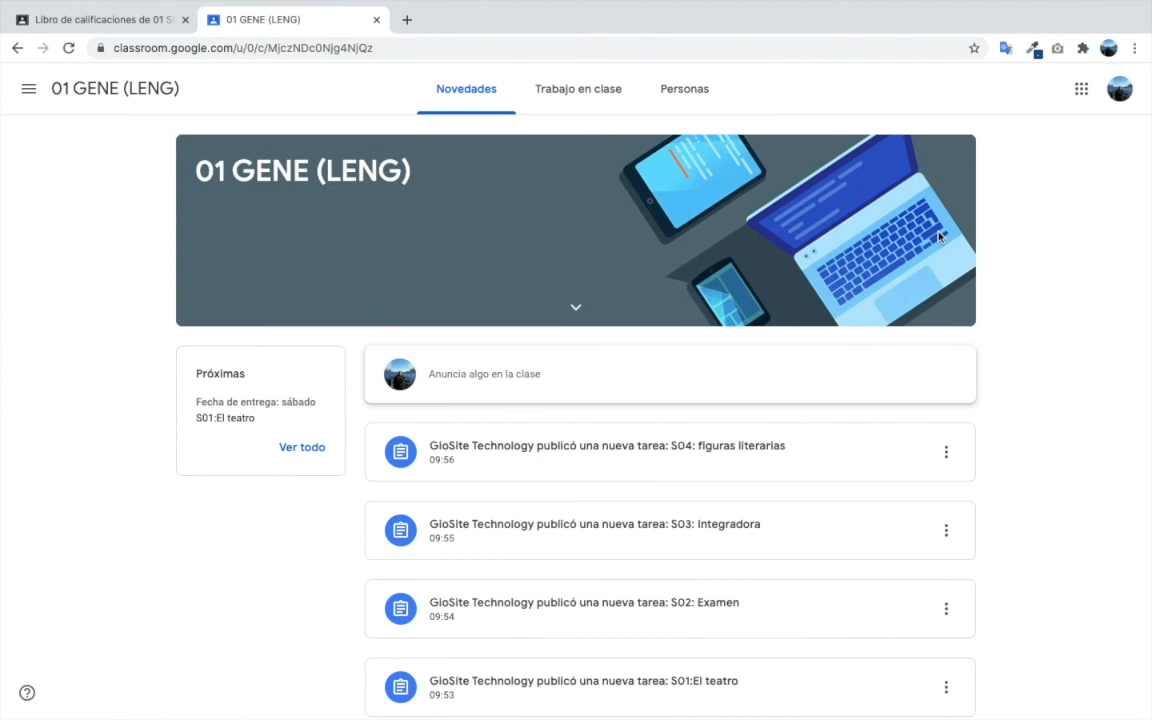 Libro de calificaciones de 01 S
01 GENE (LENG)
classroom.google.com/u/0/c/MjczNDc0Njg4NjQz
01 GENE (LENG)
Novedades
Trabajo en clase
Personas
01 GENE (LENG)
Próximas
Fecha de entrega: sábado
S01:El teatro
Ver todo
Anuncia algo en la clase
GioSite Technology publicó una nueva tarea: S04: figuras literarias
09:56
GioSite Technology publicó una nueva tarea: S03: Integradora
09:55
GioSite Technology publicó una nueva tarea: S02: Examen
09:54
GioSite Technology publicó una nueva tarea: S01:El teatro
09:53